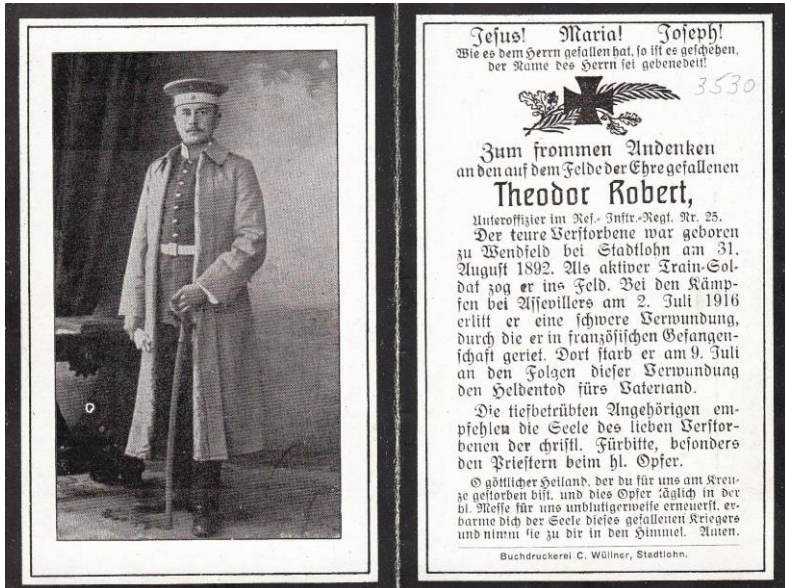 Jesus! Maria! Joseph!
Wie es dem Herrn gefallen hat, so ist es geschehen,
der Name des Herrn sei gebenedeit!
3530
Zum frommen Andenken
an den auf dem Felde der Ehre gefallenen
Theodor Robert,
Unteroffizier im Res.- Inftr.-Regt. Nr. 25.
Der teure Verstorbene war geboren
zu Wendfeld bei Stadtlohn am 31.
August 1892. Als aktiver Train-Sol-
dat zog er ins Feld. Bei den Kämp-
fen bei Assevillers am 2. Juli 1916
erlitt er eine schwere Verwundung,
durch die er in französischen Gefangen-
schaft geriet. Dort starb er am 9. Juli
an den Folgen dieser Verwundung
den Heldentod fürs Vaterland.
Die tiefbetrübten Angehörigen em-
pfehlen die Seele des lieben Verstor-
benen der christl. Fürbitte, besonders
den Priestern beim hl. Opfer.
O göttlicher Heiland, der du für uns am Kreu-
ze gestorben bist, und dies Opfer täglich in der
hl. Messe für uns unblutigerweise erneuerst, er-
barme dich der Seele dieses gefallenen Kriegers
und nimm sie zu dir in den Himmel. Amen.
Buchdruckerei C. Wüllner, Stadtlohn.